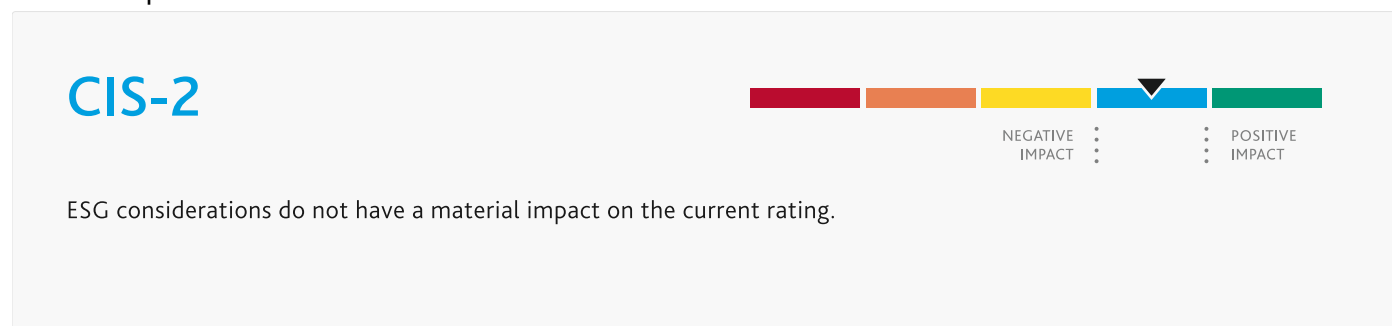 CIS-2
NEGATIVE
IMPACT
POSITIVE
IMPACT
ESG considerations do not have a material impact on the current rating.